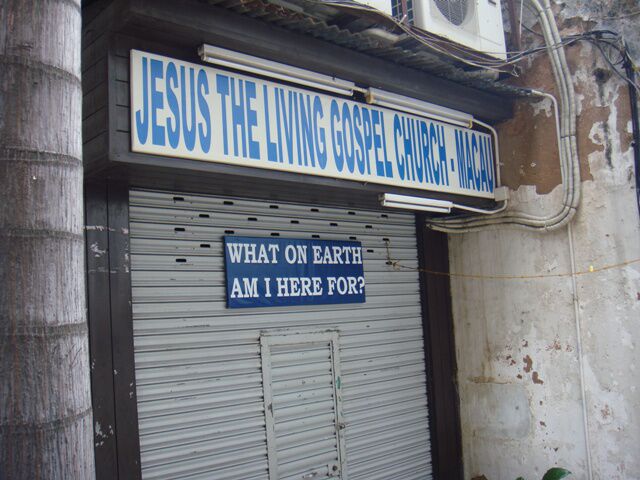 JESUS THE LIVING GOSPEL CHURCH - MACAU
WHAT ON EARTH
AM I HERE FOR?